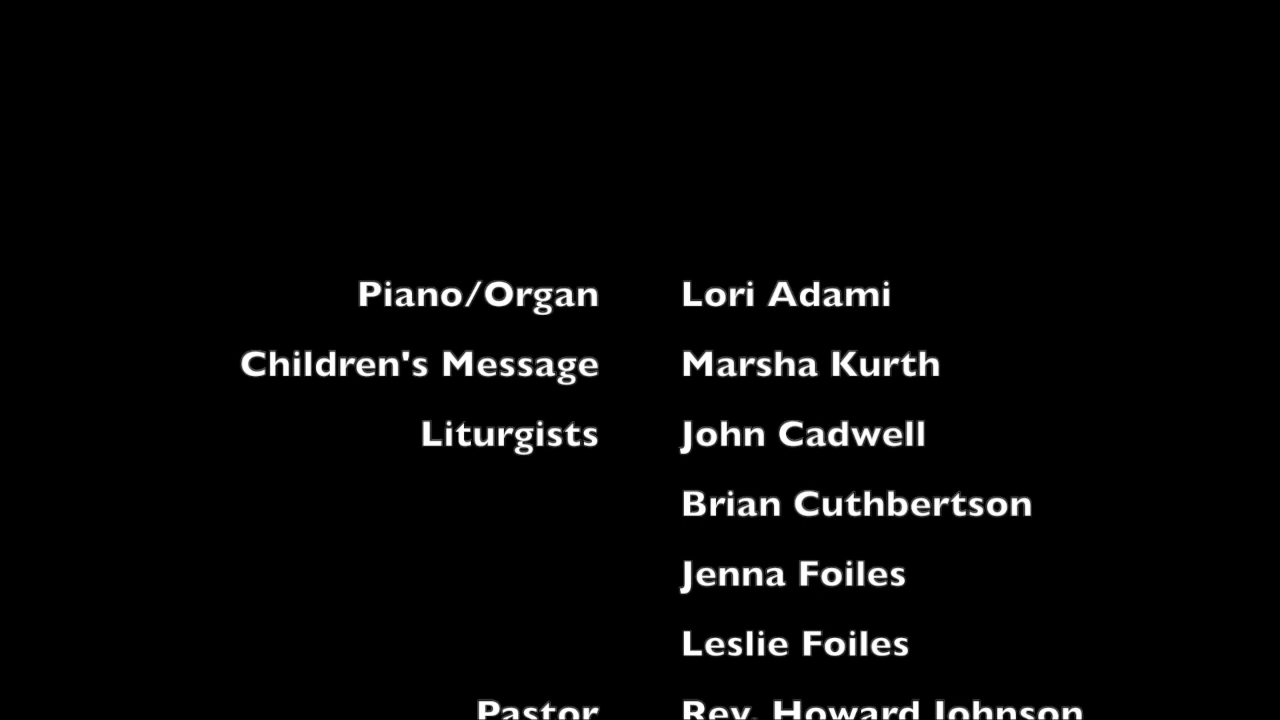 Piano/Organ Lori Adami
Children's Message Marsha Kurth
Liturgists John Cadwell
Brian Cuthbertson
Jenna Foiles
Leslie Foiles
Pastor Rev. Howard Johnson